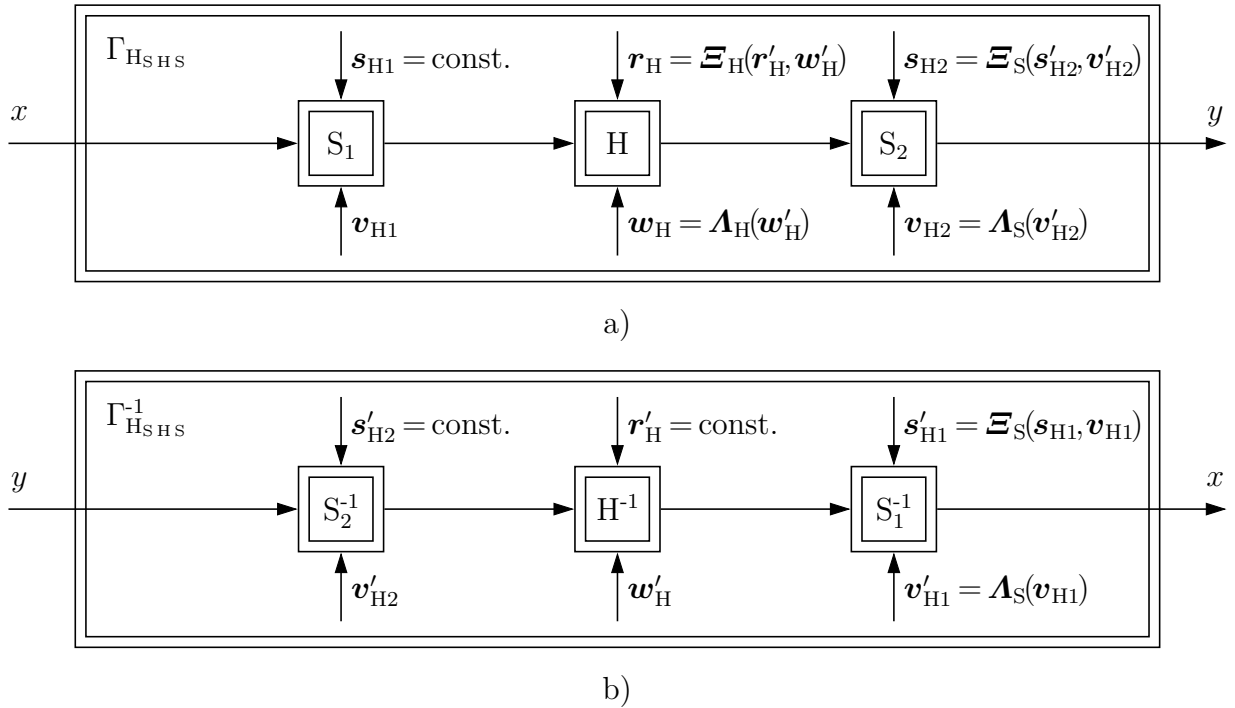 Γ_{H_{S H S}}
s_{H1} = const.
r_H = Ξ_H(r′_H, w′_H)
s_{H2} = Ξ_S(s′_{H2}, v′_{H2})
x
y
S_1
H
S_2
v_{H1}
w_H = Λ_H(w′_H)
v_{H2} = Λ_S(v′_{H2})
a)
Γ^{-1}_{H_{S H S}}
s′_{H2} = const.
r′_H = const.
s′_{H1} = Ξ_S(s_{H1}, v_{H1})
y
x
S_2^{-1}
H^{-1}
S_1^{-1}
v′_{H2}
w′_H
v′_{H1} = Λ_S(v_{H1})
b)